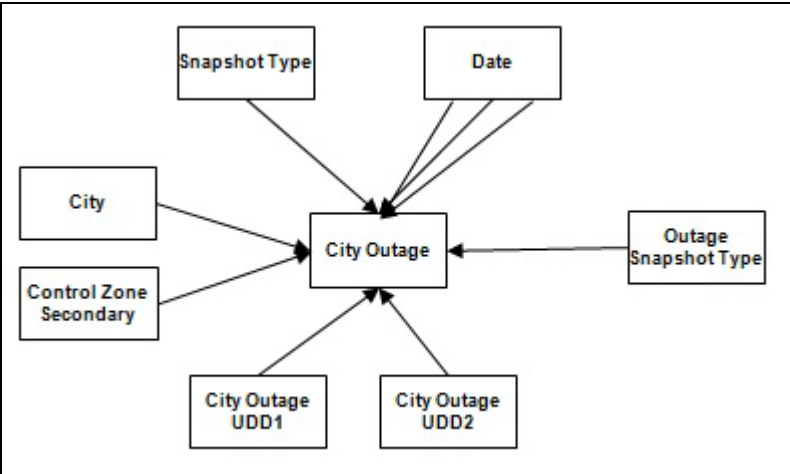 Snapshot Type
Date
City
City Outage
Outage
Snapshot Type
Control Zone
Secondary
City Outage
UDD1
City Outage
UDD2